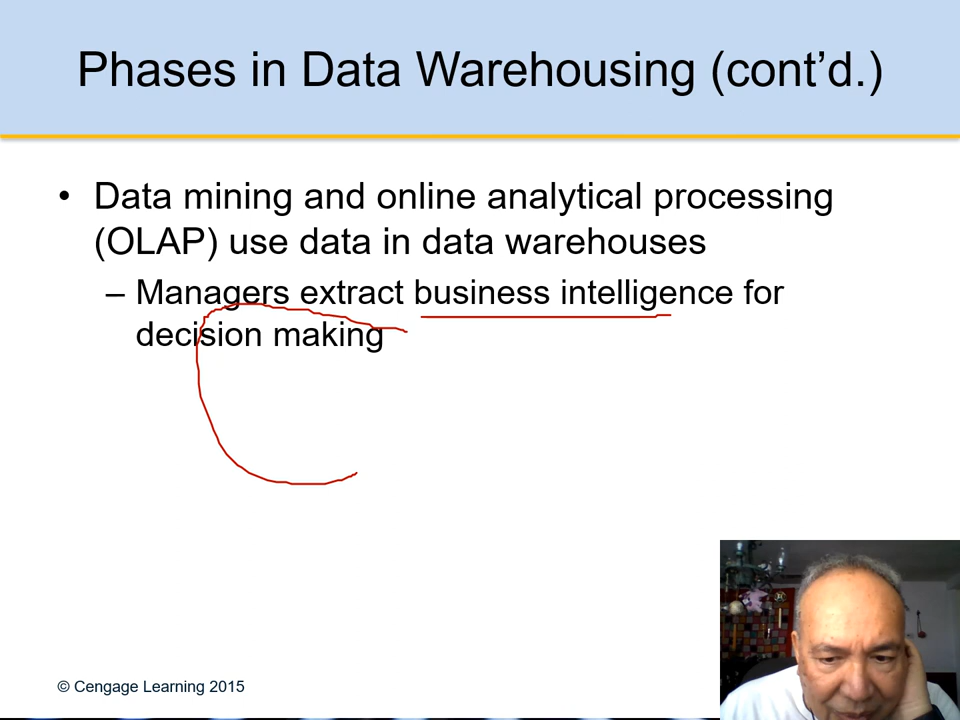 Phases in Data Warehousing (cont’d.)
• Data mining and online analytical processing
(OLAP) use data in data warehouses
– Managers extract business intelligence for
decision making
© Cengage Learning 2015